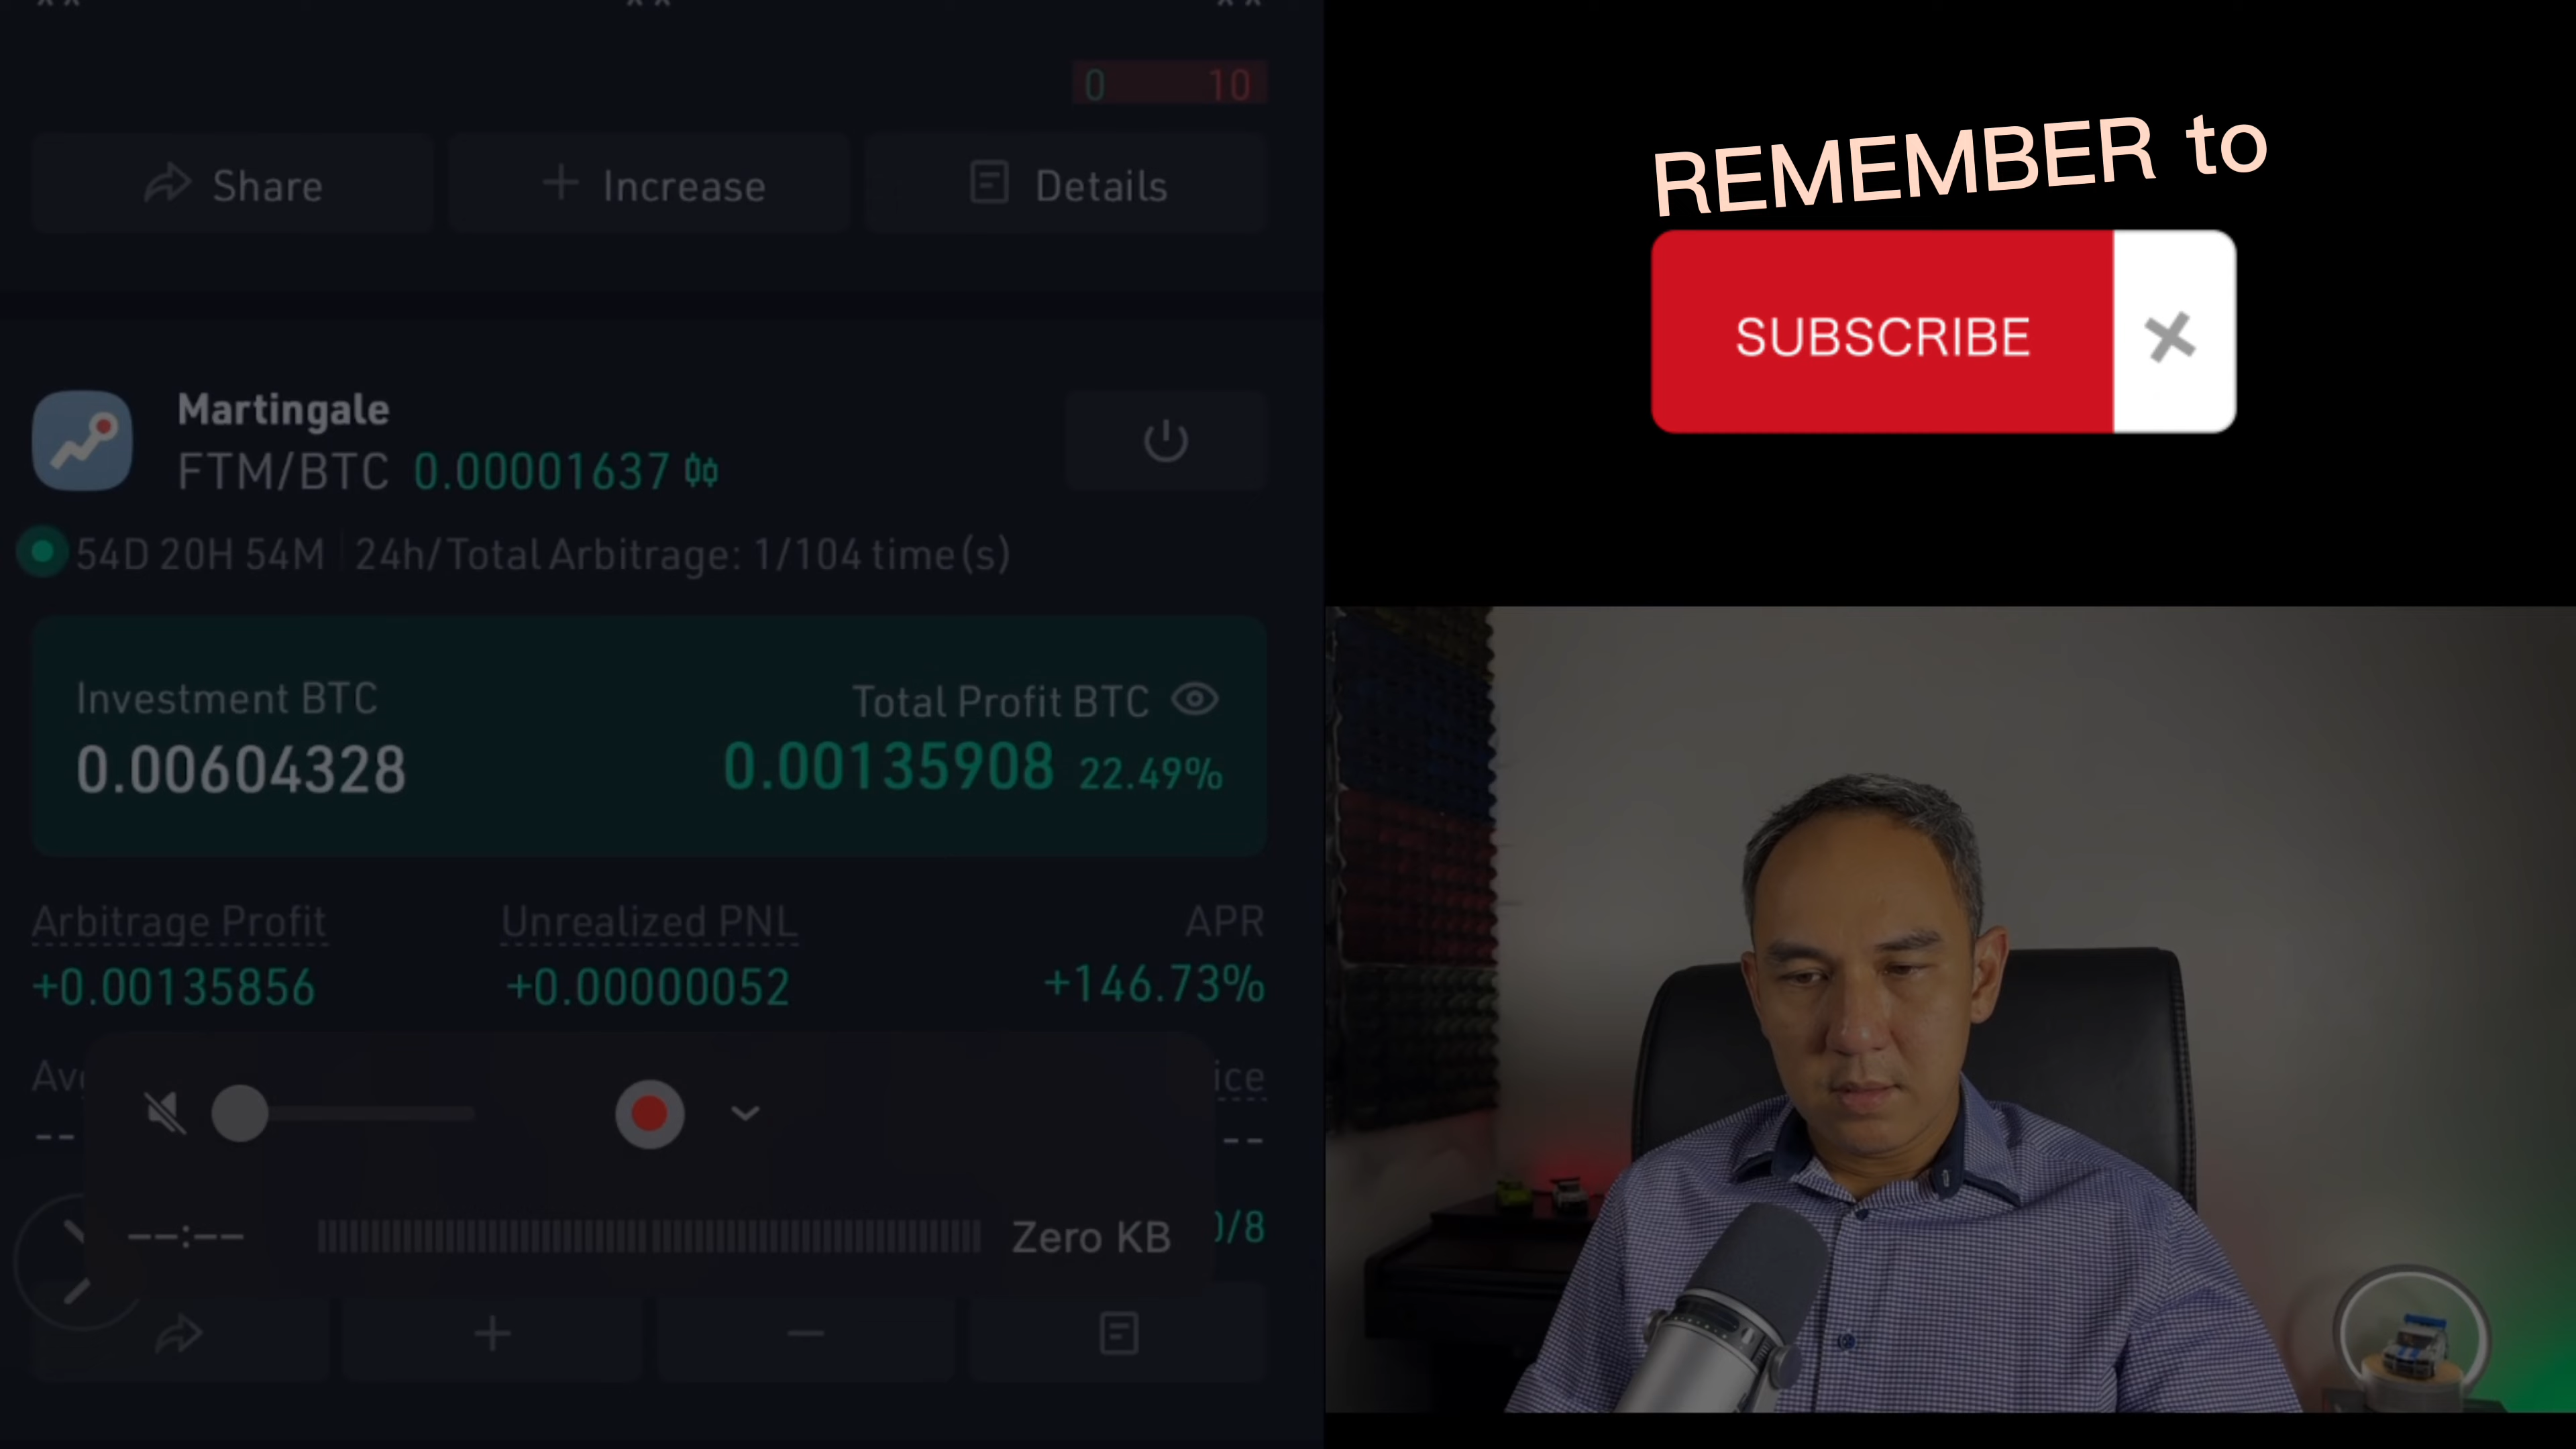 0 10
Share
Increase
Details
Martingale
FTM/BTC 0.00001637
54D 20H 54M 24h/Total Arbitrage: 1/104 time(s)
Investment BTC
0.00604328
Total Profit BTC
0.00135908 22.49%
Arbitrage Profit
+0.00135856
Unrealized PNL
+0.00000052
APR
+146.73%
--
--
--:--
Zero KB
/8
REMEMBER to
SUBSCRIBE